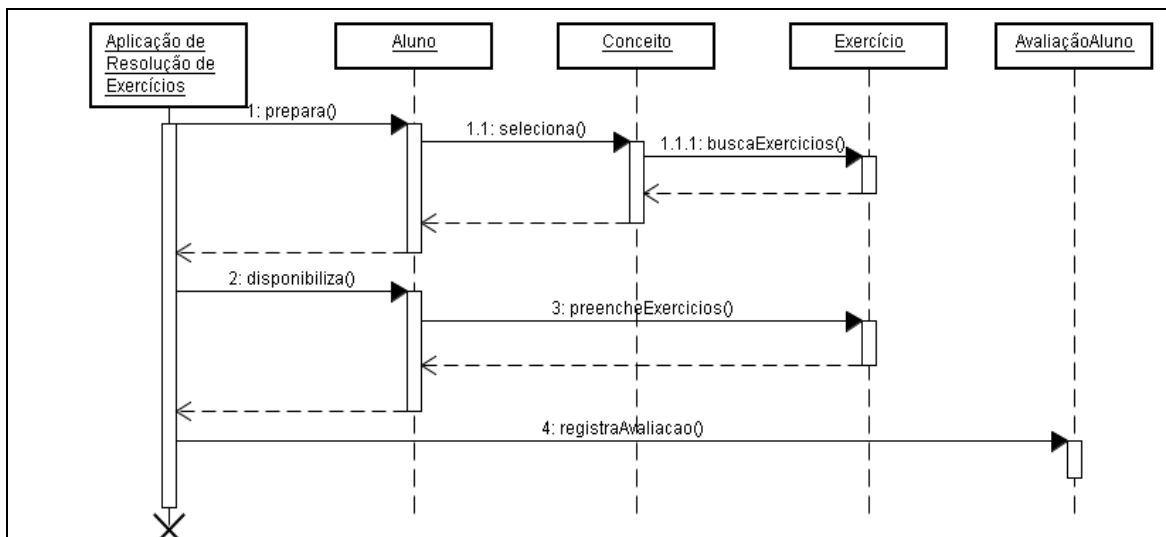 Aplicação de
Resolução de
Exercícios
Aluno
Conceito
Exercício
AvaliaçãoAluno
1: prepara()
1.1: seleciona()
1.1.1: buscaExercicios()
2: disponibiliza()
3: preencheExercicios()
4: registraAvaliacao()